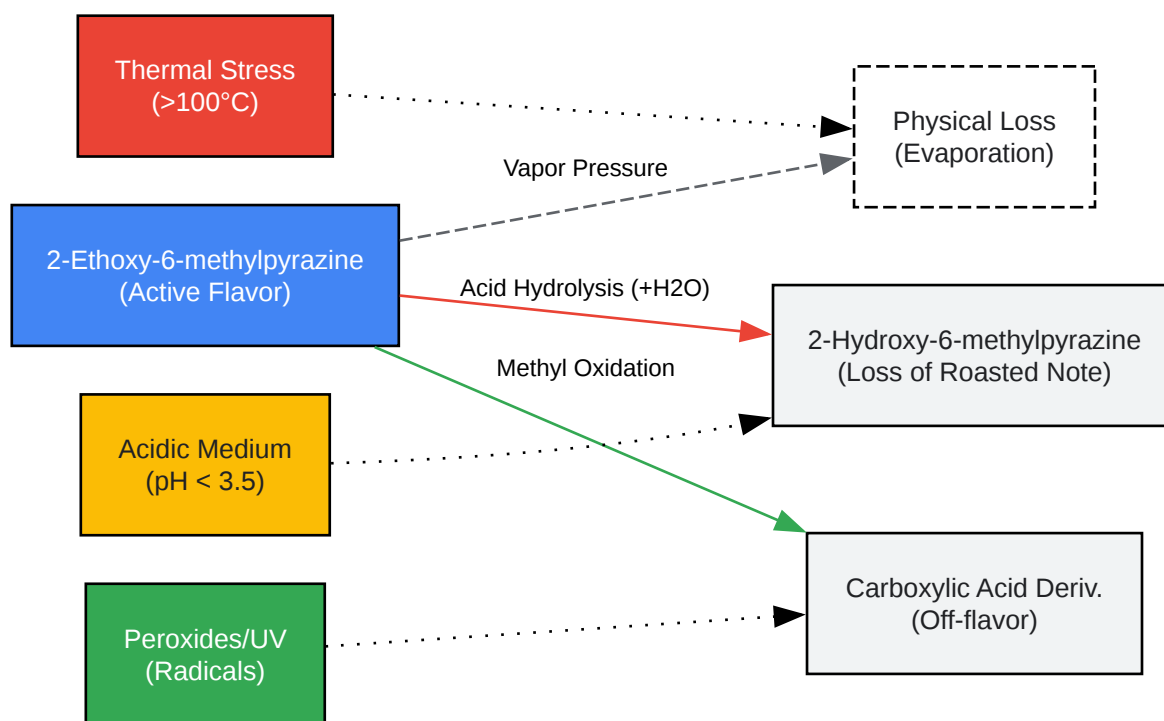 Thermal Stress
(>100°C)
Physical Loss
(Evaporation)
Vapor Pressure
2-Ethoxy-6-methylpyrazine
(Active Flavor)
Acid Hydrolysis (+H2O)
2-Hydroxy-6-methylpyrazine
(Loss of Roasted Note)
Methyl Oxidation
Acidic Medium
(pH < 3.5)
Carboxylic Acid Deriv.
(Off-flavor)
Peroxides/UV
(Radicals)